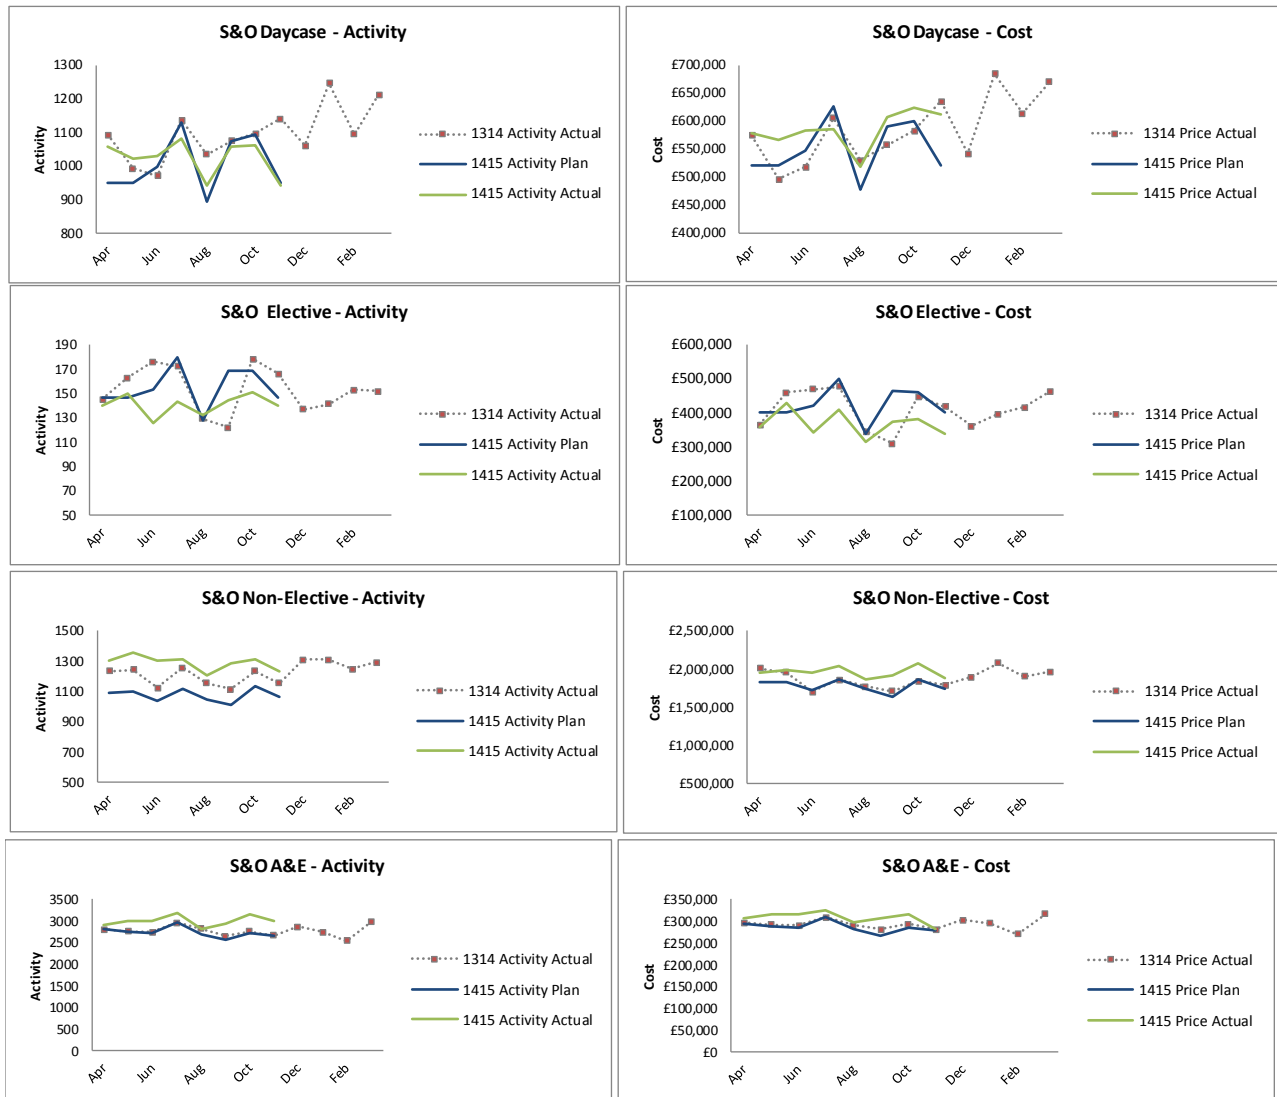 S&O Daycase - Activity
1300
1200
1100
1000
900
800
Activity
Apr
Jun
Aug
Oct
Dec
Feb
1314 Activity Actual
1415 Activity Plan
1415 Activity Actual
S&O Daycase - Cost
£700,000
£650,000
£600,000
£550,000
£500,000
£450,000
£400,000
Cost
Apr
Jun
Aug
Oct
Dec
Feb
1314 Price Actual
1415 Price Plan
1415 Price Actual
S&O Elective - Activity
190
170
150
130
110
90
70
50
Activity
Apr
Jun
Aug
Oct
Dec
Feb
1314 Activity Actual
1415 Activity Plan
1415 Activity Actual
S&O Elective - Cost
£600,000
£500,000
£400,000
£300,000
£200,000
£100,000
Cost
Apr
Jun
Aug
Oct
Dec
Feb
1314 Price Actual
1415 Price Plan
1415 Price Actual
S&O Non-Elective - Activity
1500
1300
1100
900
700
500
Activity
Apr
Jun
Aug
Oct
Dec
Feb
1314 Activity Actual
1415 Activity Plan
1415 Activity Actual
S&O Non-Elective - Cost
£2,500,000
£2,000,000
£1,500,000
£1,000,000
£500,000
Cost
Apr
Jun
Aug
Oct
Dec
Feb
1314 Price Actual
1415 Price Plan
1415 Price Actual
S&O A&E - Activity
3500
3000
2500
2000
1500
1000
500
0
Activity
Apr
Jun
Aug
Oct
Dec
Feb
1314 Activity Actual
1415 Activity Plan
1415 Activity Actual
S&O A&E - Cost
£350,000
£300,000
£250,000
£200,000
£150,000
£100,000
£50,000
£0
Cost
Apr
Jun
Aug
Oct
Dec
Feb
1314 Price Actual
1415 Price Plan
1415 Price Actual